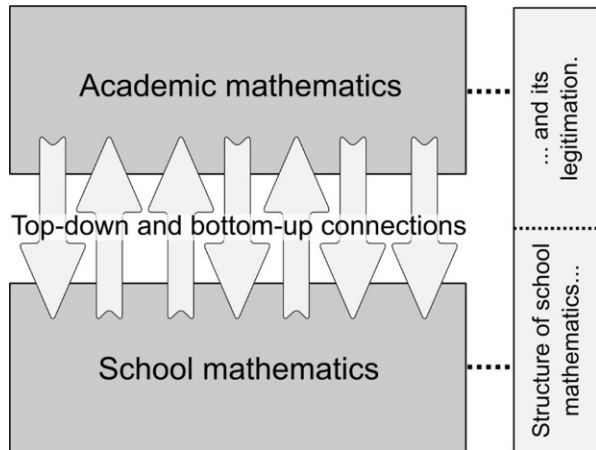 Academic mathematics
Top-down and bottom-up connections
School mathematics
Structure of school
mathematics...
... and its
legitimation.